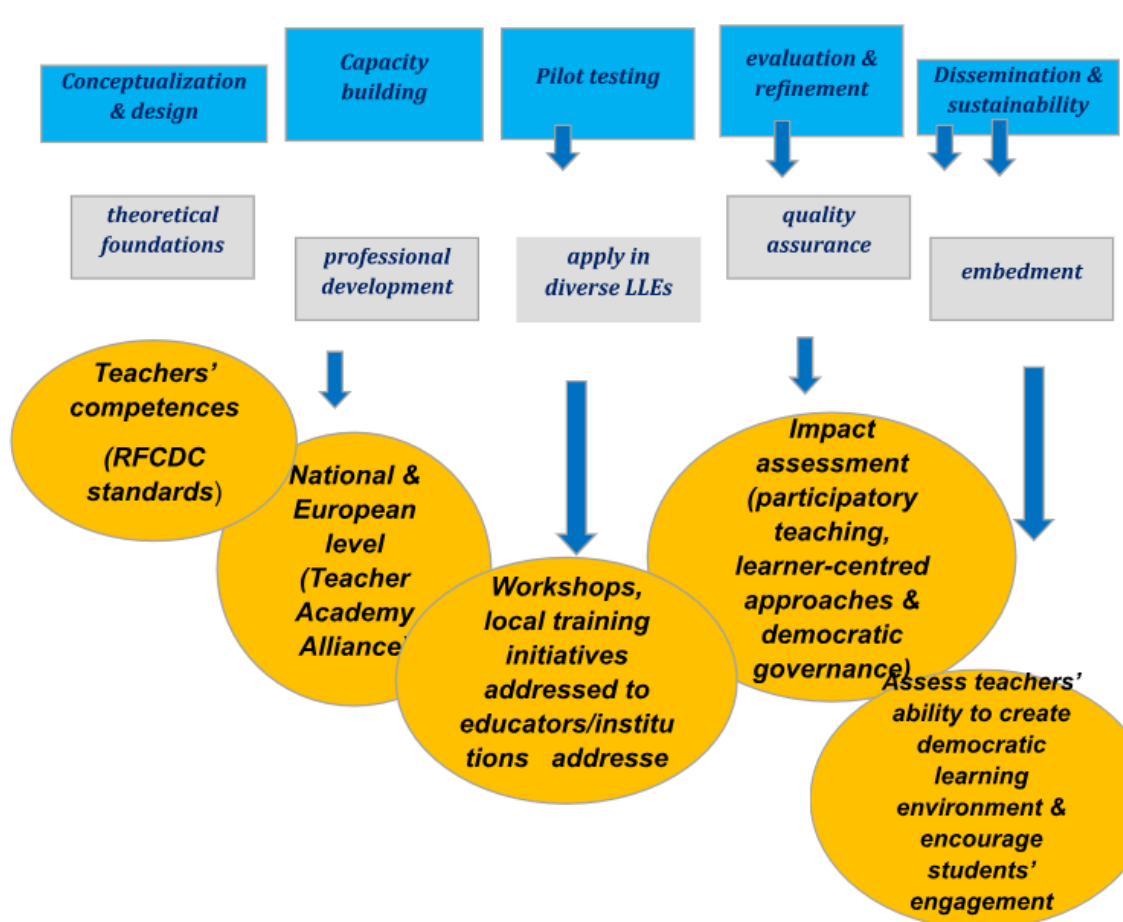 Conceptualization
& design
Capacity
building
Pilot testing
evaluation &
refinement
Dissemination &
sustainability
theoretical
foundations
professional
development
apply in
diverse LLEs
quality
assurance
embedment
Teachers’
competences
(RFCDC
standards)
National &
European
level
(Teacher
Academy
Alliance)
Workshops,
local training
initiatives
addressed to
educators/institu
tions addresse
Impact
assessment
(participatory
teaching,
learner-centred
approaches &
democratic
governance)
Assess teachers’
ability to create
democratic
learning
environment &
encourage
students’
engagement